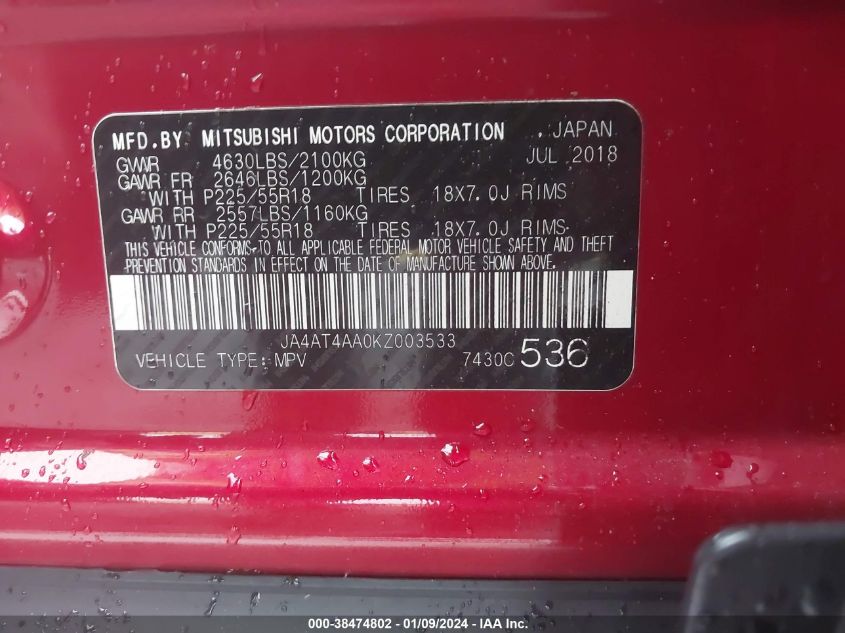 MFD.BY MITSUBISHI MOTORS CORPORATION .JAPAN
GVWR 4630LBS/2100KG JUL 2018
GAWR FR 2646LBS/1200KG
WITH P225/55R18 TIRES 18X7.0J RIMS
GAWR RR 2557LBS/1160KG
WITH P225/55R18 TIRES 18X7.0J RIMS
THIS VEHICLE CONFORMS TO ALL APPLICABLE FEDERAL MOTOR VEHICLE SAFETY AND THEFT
PREVENTION STANDARDS IN EFFECT ON THE DATE OF MANUFACTURE SHOWN ABOVE.
JA4AT4AA0KZ003533
VEHICLE TYPE:MPV 7430C 536
000-38474802 - 01/09/2024 - IAA Inc.